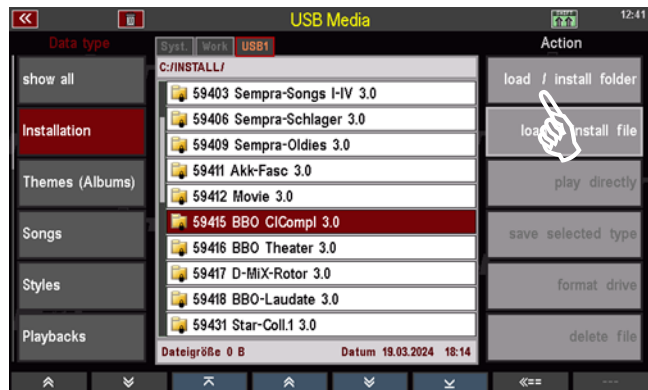 USB Media
SHIFT
12:41
Data type
Syst.
Work
USB1
Action
show all
Installation
Themes (Albums)
Songs
Styles
Playbacks
C:/INSTALL/
59403 Sempra-Songs I-IV 3.0
59406 Sempra-Schlager 3.0
59409 Sempra-Oldies 3.0
59411 Akk-Fasc 3.0
59412 Movie 3.0
59415 BBO ClCompl 3.0
59416 BBO Theater 3.0
59417 D-MiX-Rotor 3.0
59418 BBO-Laudate 3.0
59431 Star-Coll.1 3.0
Dateigröße 0 B
Datum 19.03.2024 18:14
load / install folder
install file
play directly
save selected type
format drive
delete file
«==
---